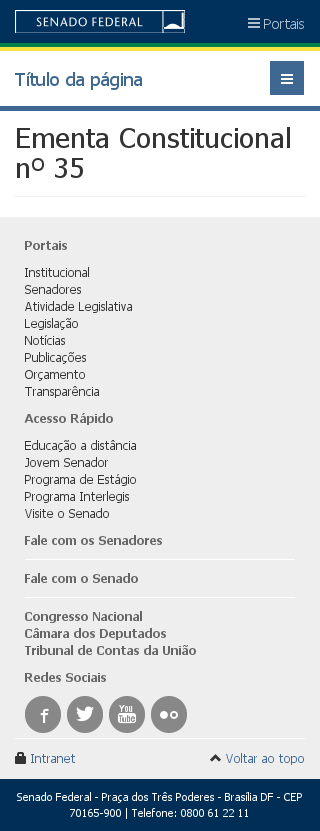 SENADO FEDERAL
Portais
Título da página
Ementa Constitucional
nº 35
Portais
Institucional
Senadores
Atividade Legislativa
Legislação
Notícias
Publicações
Orçamento
Transparência
Acesso Rápido
Educação a distância
Jovem Senador
Programa de Estágio
Programa Interlegis
Visite o Senado
Fale com os Senadores
Fale com o Senado
Congresso Nacional
Câmara dos Deputados
Tribunal de Contas da União
Redes Sociais
f You Tube
Intranet Voltar ao topo
Senado Federal - Praça dos Três Poderes - Brasília DF - CEP
70165-900 | Telefone: 0800 61 22 11